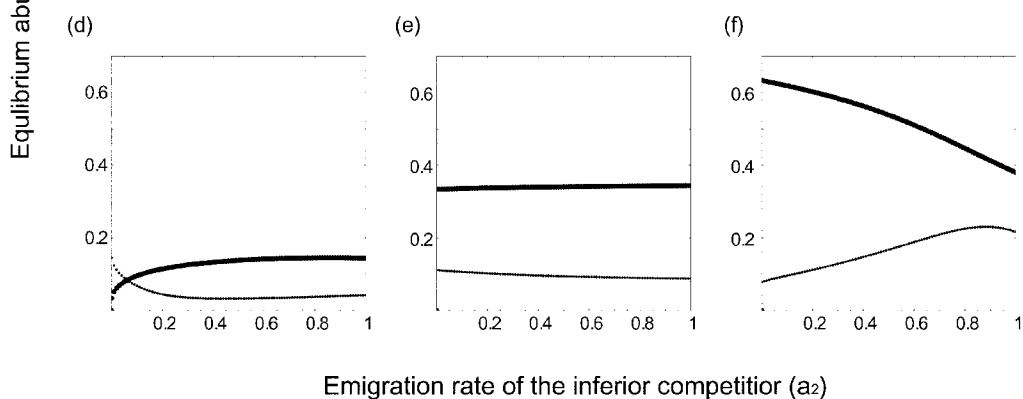 (d) (e) (f)
Equlibrium
0.6 0.6 0.6
0.4 0.4 0.4
0.2 0.2 0.2
0.2 0.4 0.6 0.8 1 0.2 0.4 0.6 0.8 1 0.2 0.4 0.6 0.8 1
Emigration rate of the inferior competitior (a2)